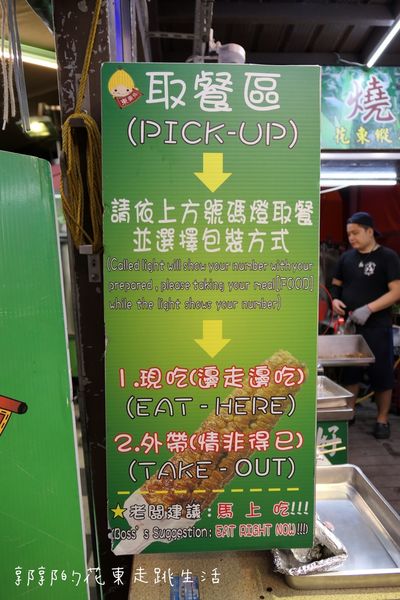 取餐區
(PICK-UP)
請依上方號碼燈取餐
並選擇包裝方式
(Called light will show your number with your
prepared , please taking your meal[FOOD]
while the light shows your number)
1.現吃(邊走邊吃)
(EAT - HERE)
2.外帶(情非得已)
(TAKE - OUT)
★老闆建議:馬上吃!!!
(Boss's Suggestion: EAT RIGHT NOW!!!)
燒
花東縱
好
郭郭的花東走跳生活